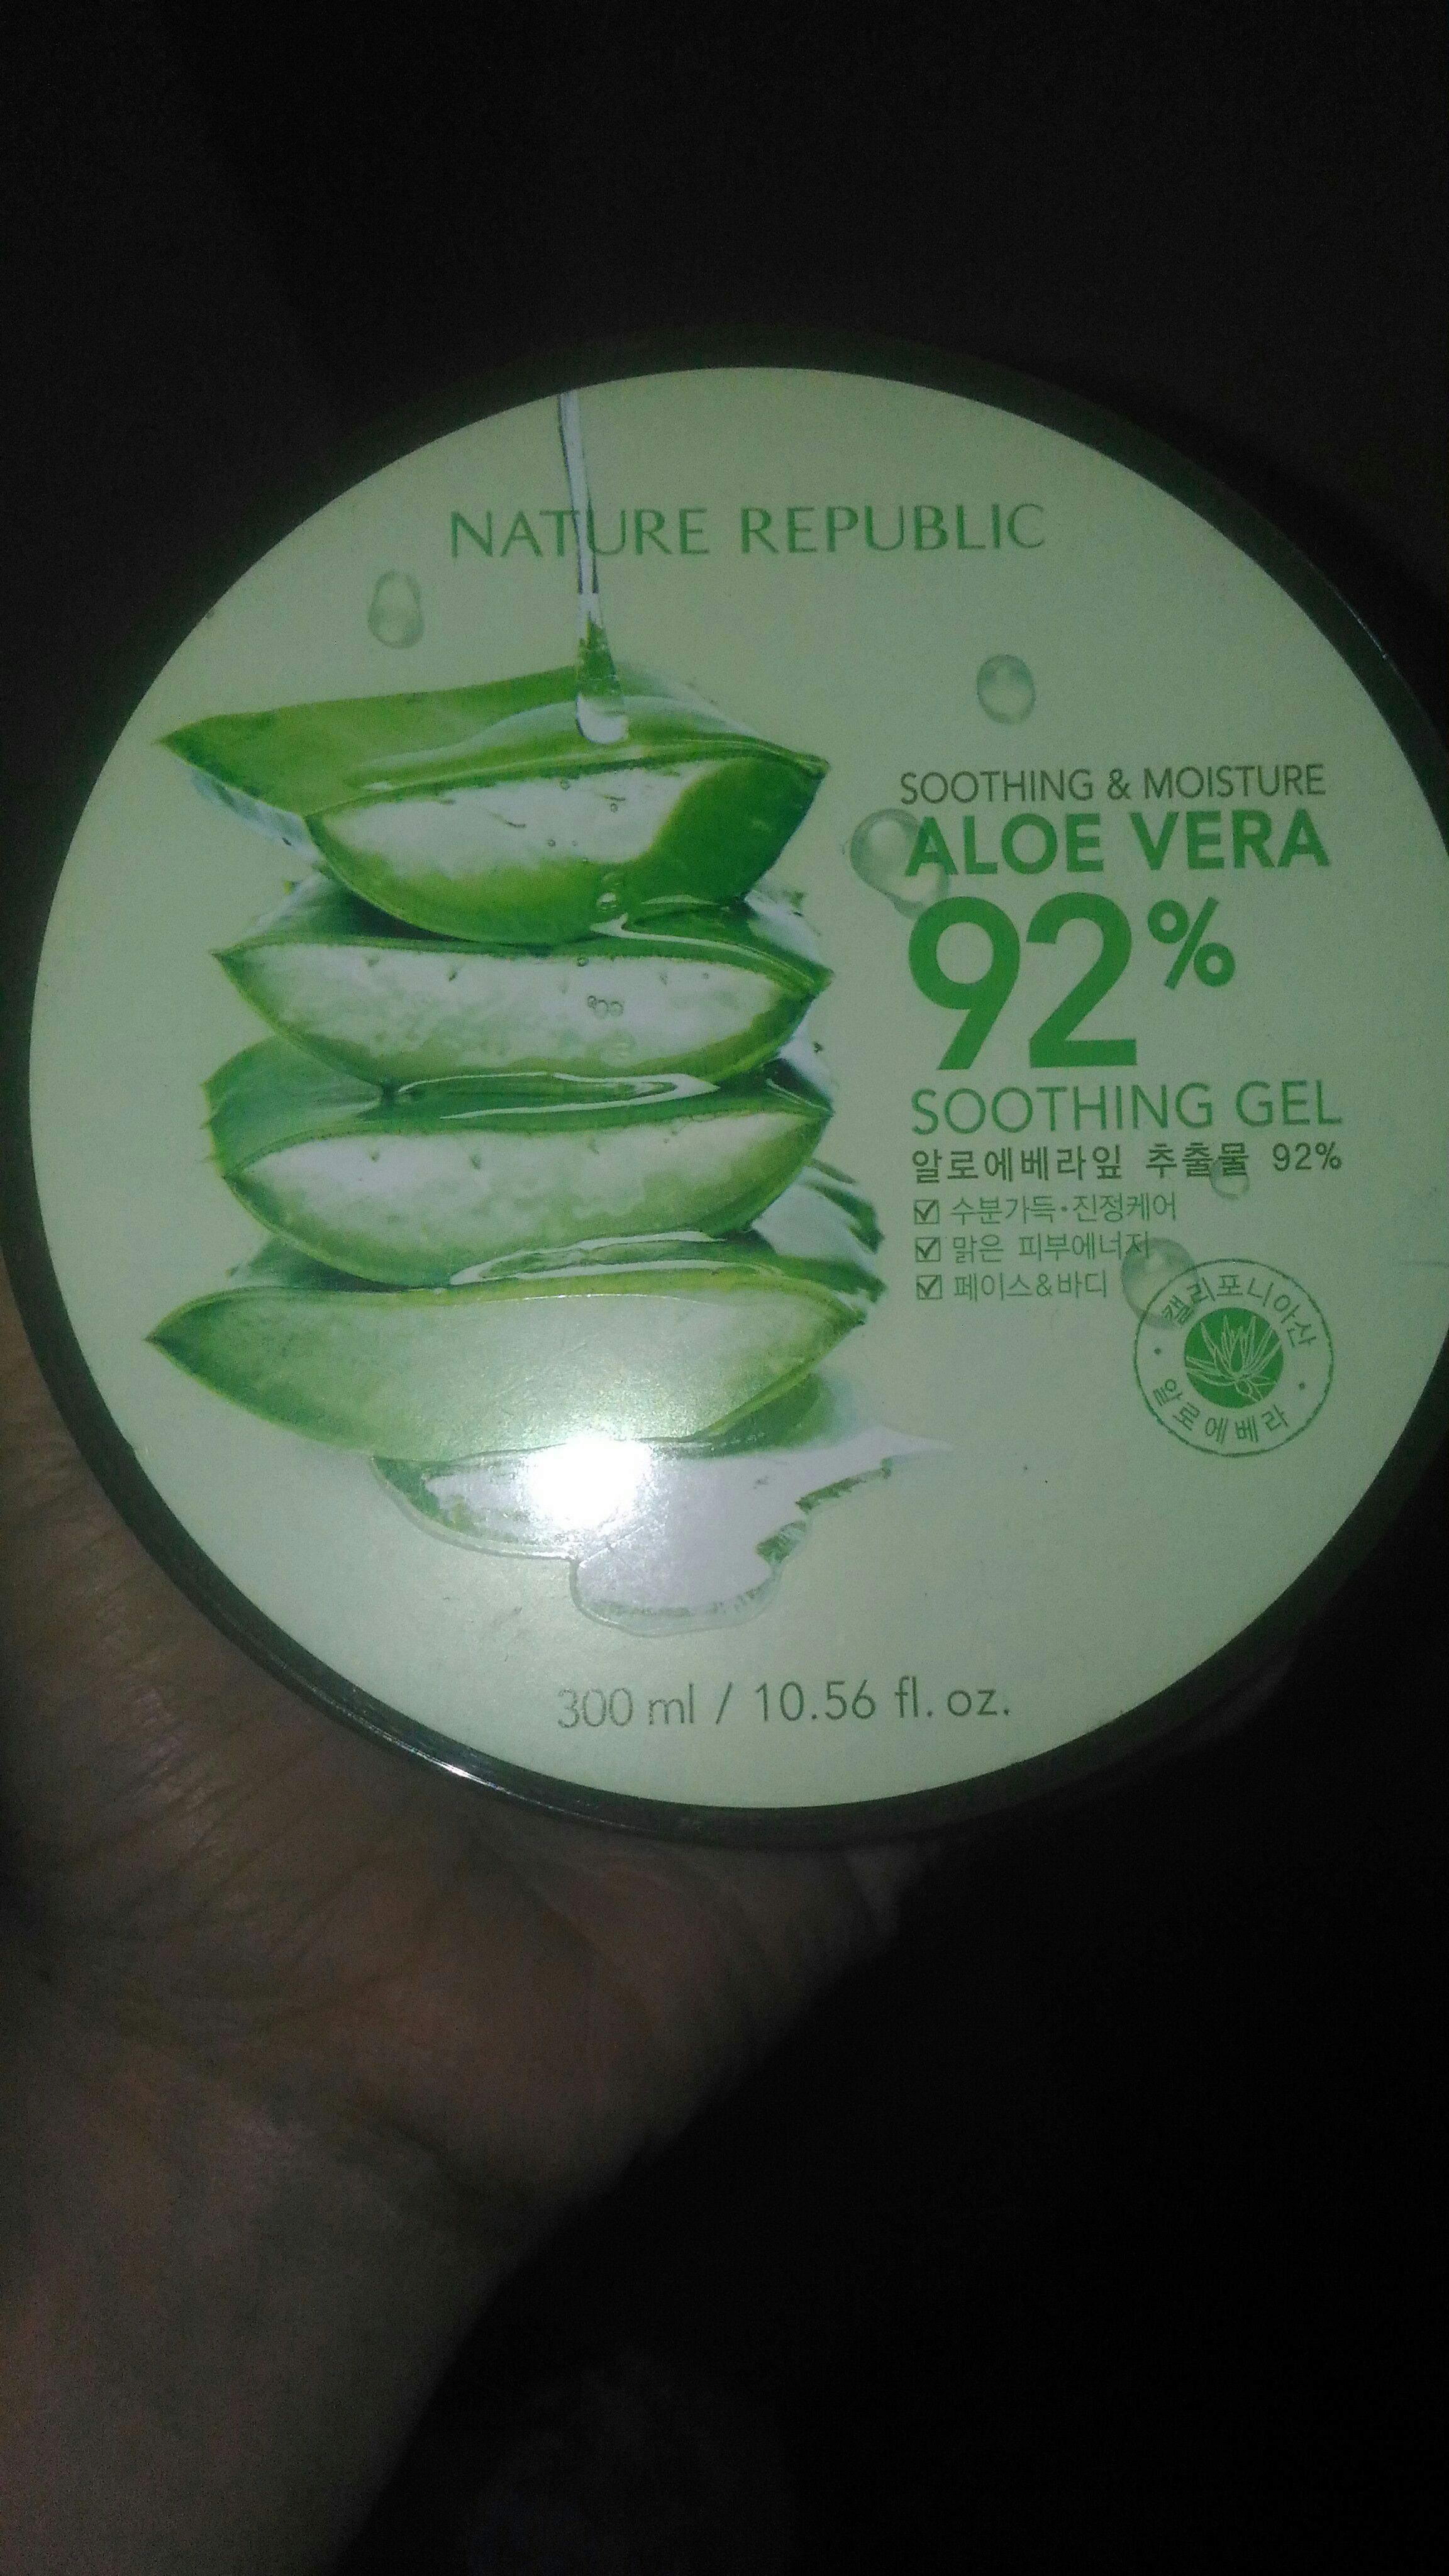 NATURE REPUBLIC
SOOTHING & MOISTURE
ALOE VERA
92%
SOOTHING GEL
알로에베라잎 추출물 92%
수분가득·진정케어
맑은 피부에너지
페이스&바디
캘리포니아산
알로에베라
300 ml / 10.56 fl. oz.